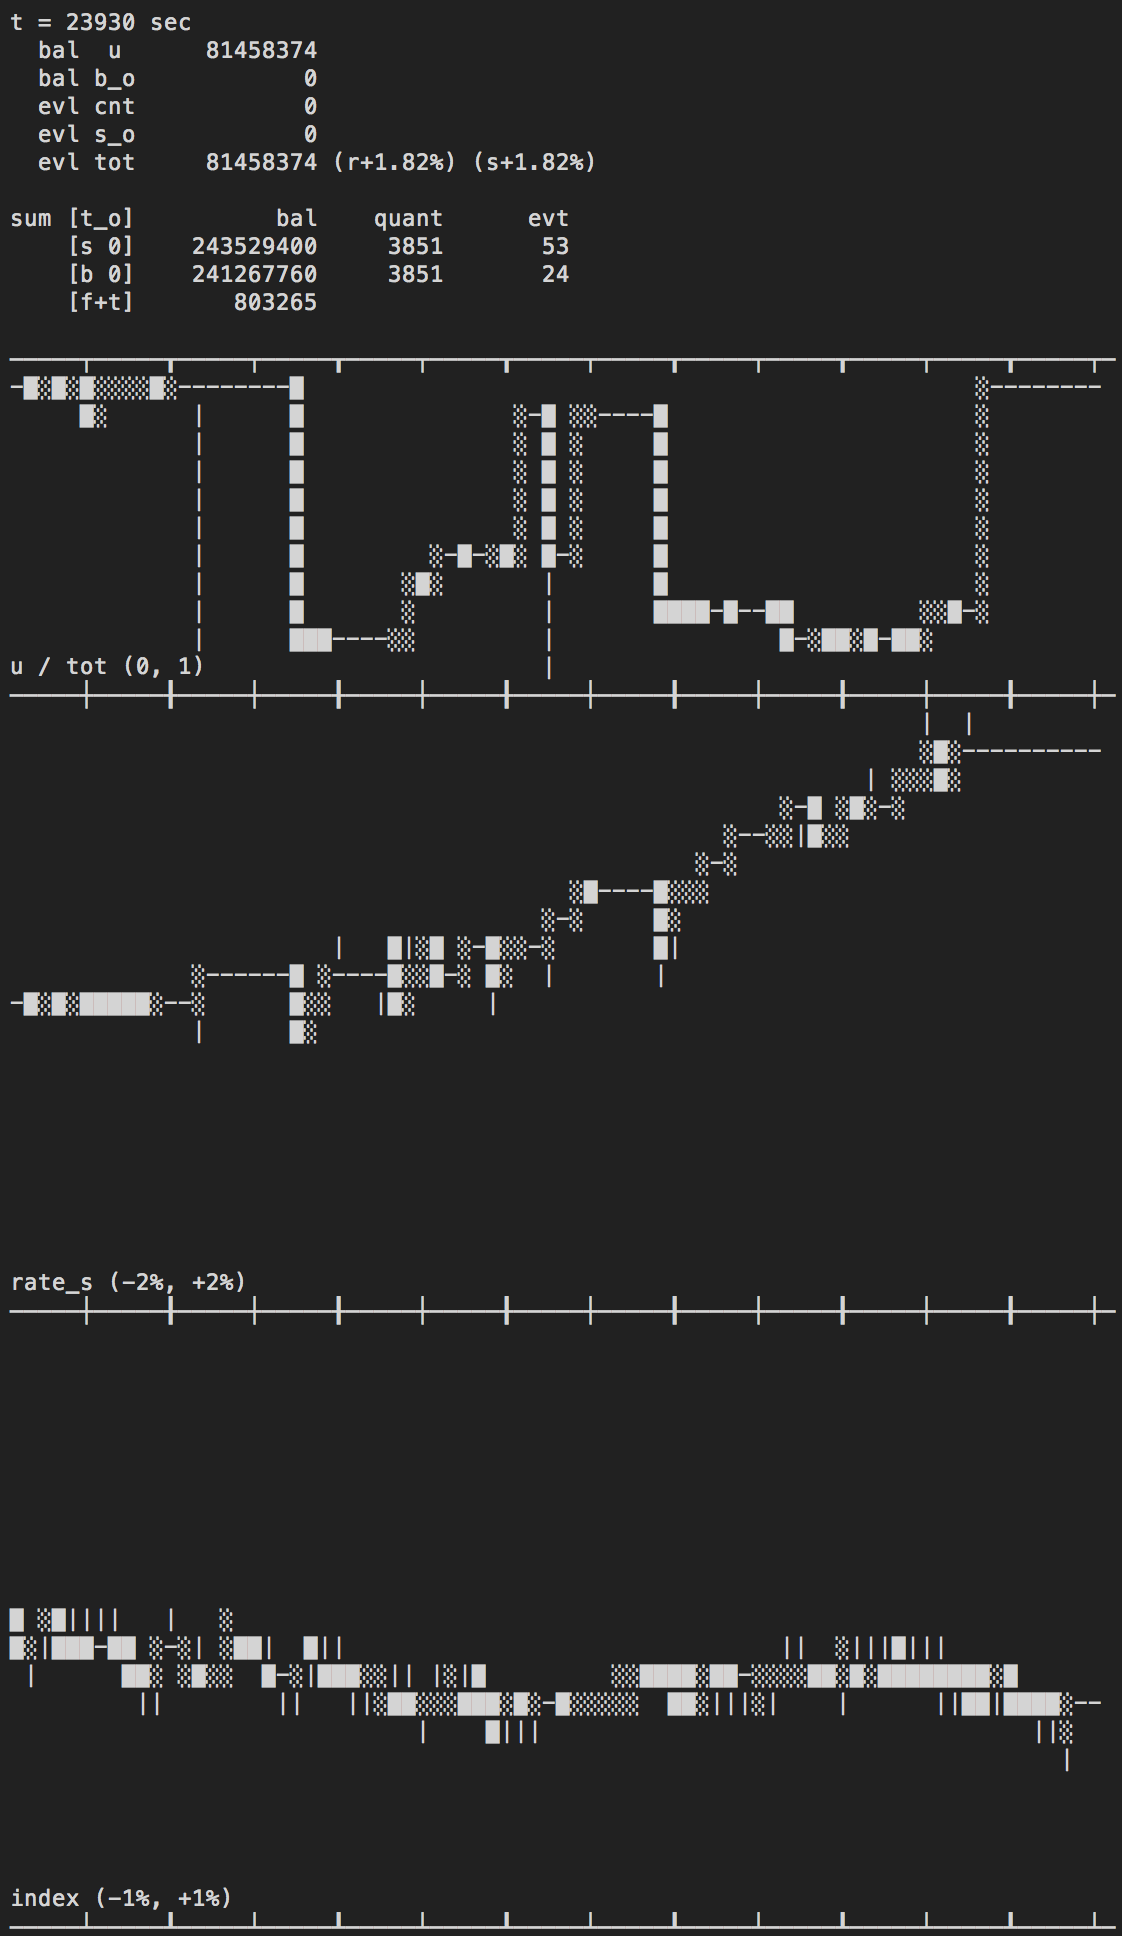 t = 23930 sec
bal u 81458374
bal b_o 0
evl cnt 0
evl s_o 0
evl tot 81458374 (r+1.82%) (s+1.82%)
sum [t_o] bal quant evt
[s 0] 243529400 3851 53
[b 0] 241267760 3851 24
[f+t] 803265
u / tot (0, 1)
rate_s (-2%, +2%)
index (-1%, +1%)